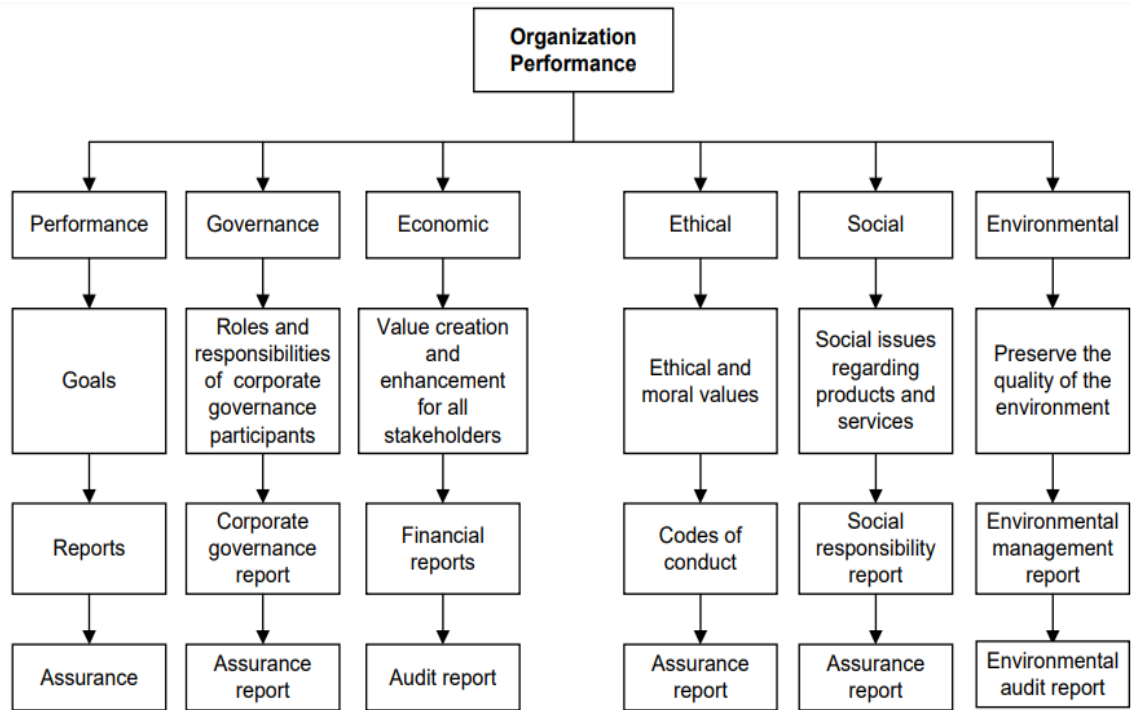 Organization
Performance
Performance
Governance
Economic
Ethical
Social
Environmental
Goals
Roles and
responsibilities
of corporate
governance
participants
Value creation
and
enhancement
for all
stakeholders
Ethical and
moral values
Social issues
regarding
products and
services
Preserve the
quality of the
environment
Reports
Corporate
governance
report
Financial
reports
Codes of
conduct
Social
responsibility
report
Environmental
management
report
Assurance
Assurance
report
Audit report
Assurance
report
Assurance
report
Environmental
audit report